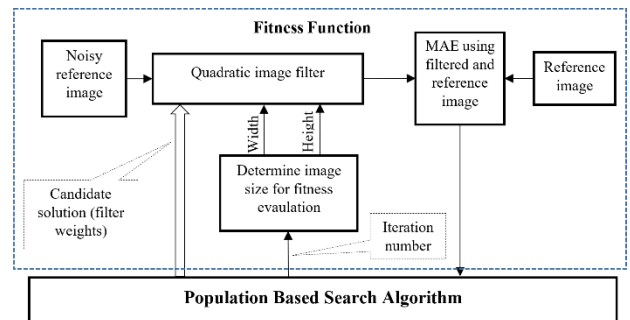 Fitness Function
Noisy
reference
image
Quadratic image filter
MAE using
filtered and
reference
image
Reference
image
Width
Height
Determine image
size for fitness
evaulation
Candidate
solution (filter
weights)
Iteration
number
Population Based Search Algorithm